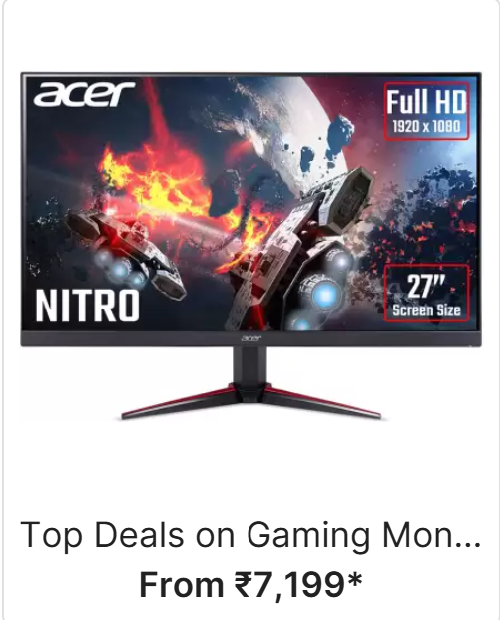 acer
Full HD
1920 x 1080
NITRO
27"
Screen Size
acer
Top Deals on Gaming Mon...
From ₹7,199*